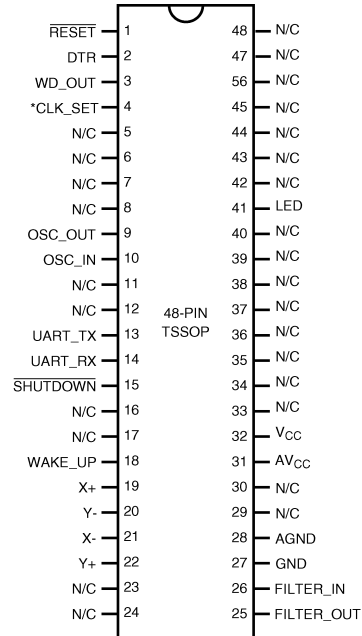 RESET 1 48 N/C
DTR 2 47 N/C
WD_OUT 3 56 N/C
*CLK_SET 4 45 N/C
N/C 5 44 N/C
N/C 6 43 N/C
N/C 7 42 N/C
N/C 8 41 LED
OSC_OUT 9 40 N/C
OSC_IN 10 39 N/C
N/C 11 38 N/C
N/C 12 37 N/C
48-PIN
TSSOP
UART_TX 13 36 N/C
UART_RX 14 35 N/C
SHUTDOWN 15 34 N/C
N/C 16 33 N/C
N/C 17 32 VCC
WAKE_UP 18 31 AVCC
X+ 19 30 N/C
Y- 20 29 N/C
X- 21 28 AGND
Y+ 22 27 GND
N/C 23 26 FILTER_IN
N/C 24 25 FILTER_OUT